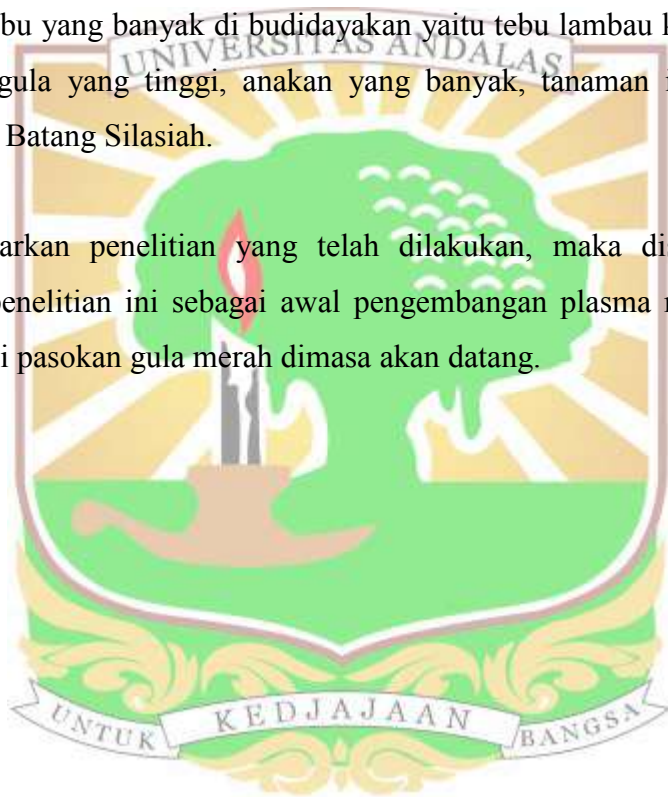 bu yang banyak di budidayakan yaitu tebu lambau
UNIVERSITAS ANDALAS
gula yang tinggi, anakan yang banyak, tanaman
Batang Silasiah.
arkan penelitian yang telah dilakukan, maka
penelitian ini sebagai awal pengembangan plasma
i pasokan gula merah dimasa akan datang.
UNTUK KEDJAJAAN BANGSA